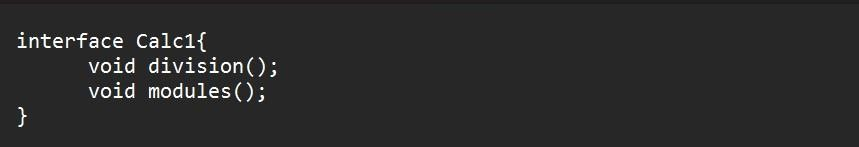 interface Calc1{
void division();
void modules();
}